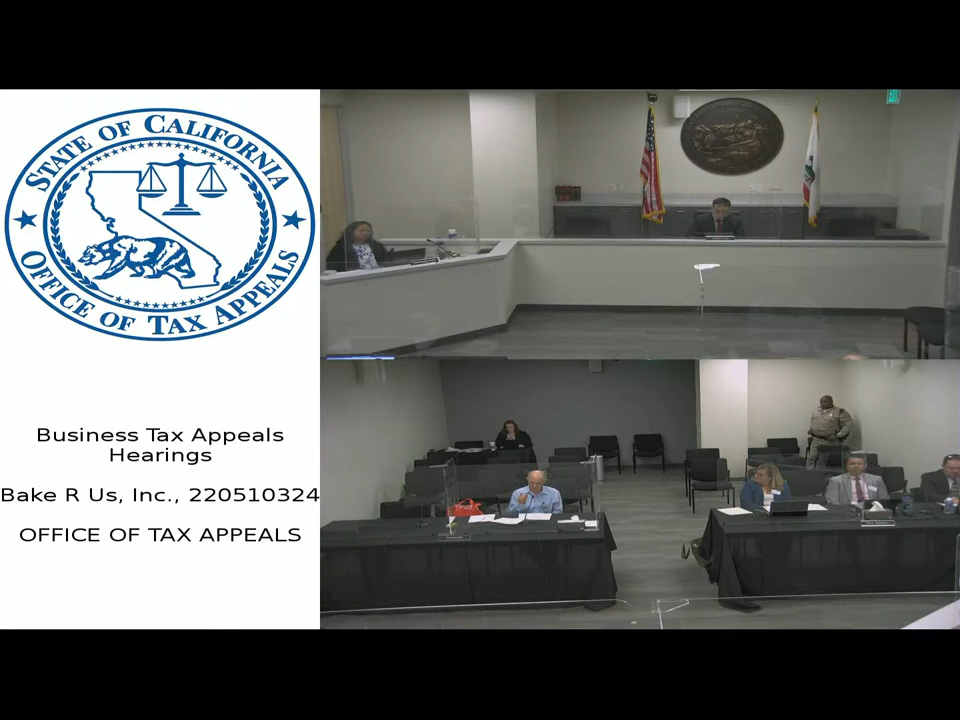 STATE OF CALIFORNIA
OFFICE OF TAX APPEALS
Business Tax Appeals
Hearings
Bake R Us, Inc., 220510324
OFFICE OF TAX APPEALS